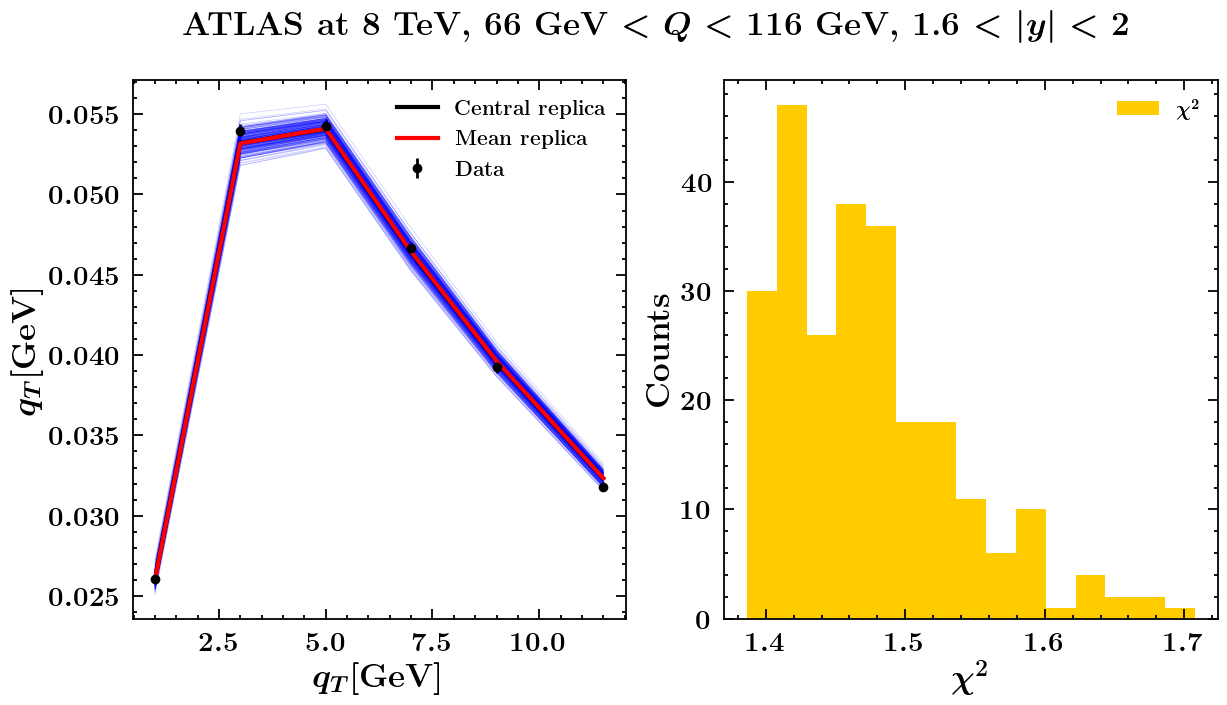 ATLAS at 8 TeV, 66 GeV < Q < 116 GeV, 1.6 < |y| < 2
0.055
0.050
0.045
0.040
0.035
0.030
0.025
q_T[GeV]
Central replica
Mean replica
Data
2.5
5.0
7.5
10.0
q_T[GeV]
40
30
20
10
0
Counts
χ²
1.4
1.5
1.6
1.7
χ²